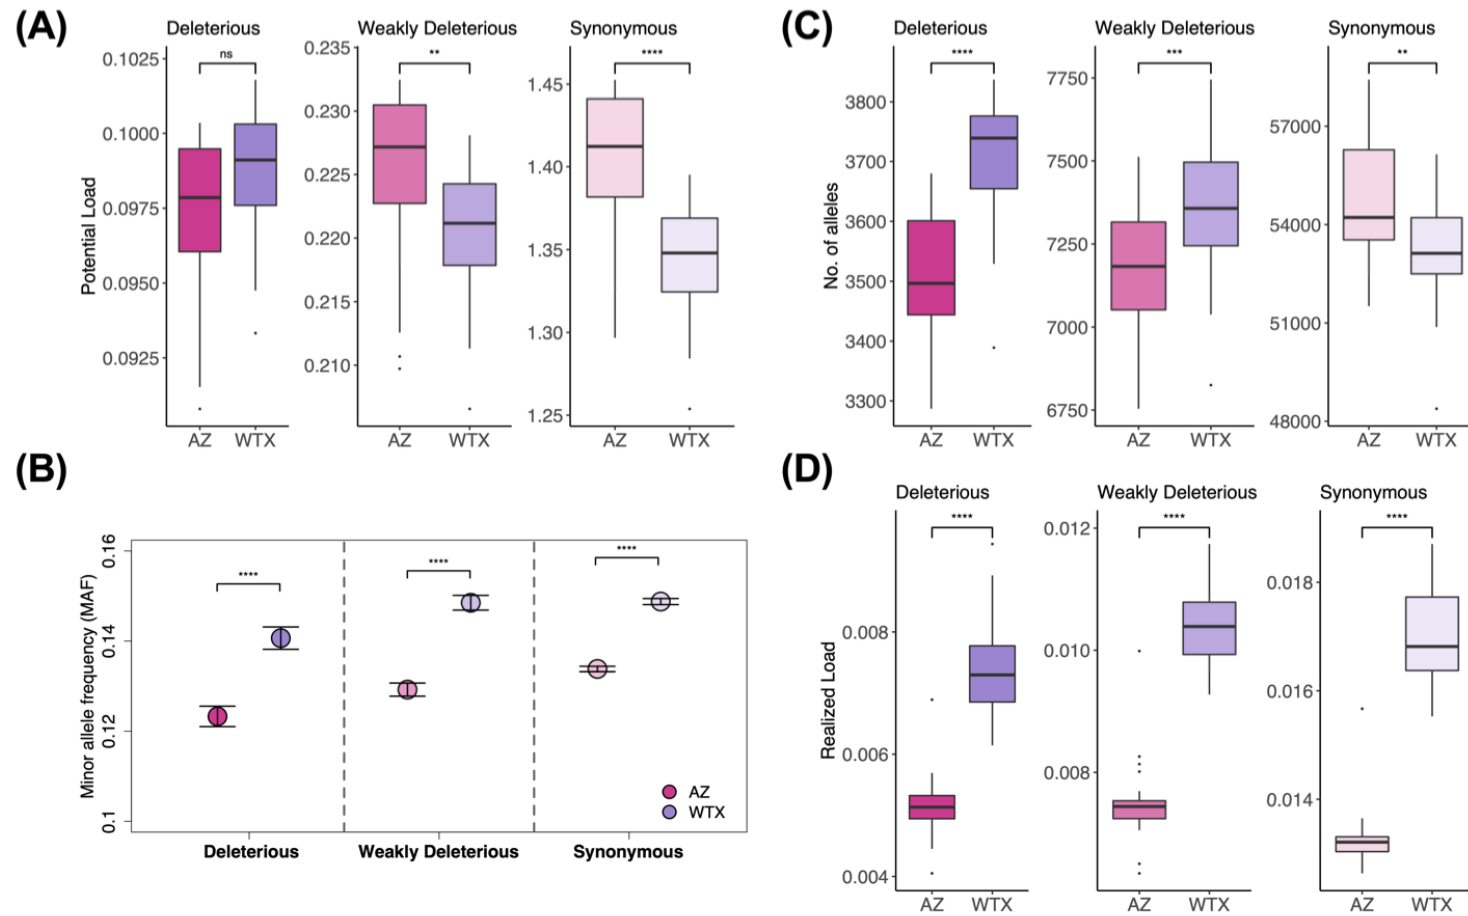 (A)
Deleterious
Weakly Deleterious
Synonymous
Potential Load
0.1025
0.1000
0.0975
0.0950
0.0925
ns
AZ WTX
0.235
0.230
0.225
0.220
0.215
0.210
**
AZ WTX
1.45
1.40
1.35
1.30
1.25
****
AZ WTX
(B)
Minor allele frequency (MAF)
0.16
0.14
0.12
0.1
****
****
****
AZ
WTX
Deleterious
Weakly Deleterious
Synonymous
(C)
Deleterious
Weakly Deleterious
Synonymous
No. of alleles
3800
3700
3600
3500
3400
3300
****
AZ WTX
7750
7500
7250
7000
6750
***
AZ WTX
57000
54000
51000
48000
**
AZ WTX
(D)
Deleterious
Weakly Deleterious
Synonymous
Realized Load
0.008
0.006
0.004
****
AZ WTX
0.012
0.010
0.008
****
AZ WTX
0.018
0.016
0.014
****
AZ WTX